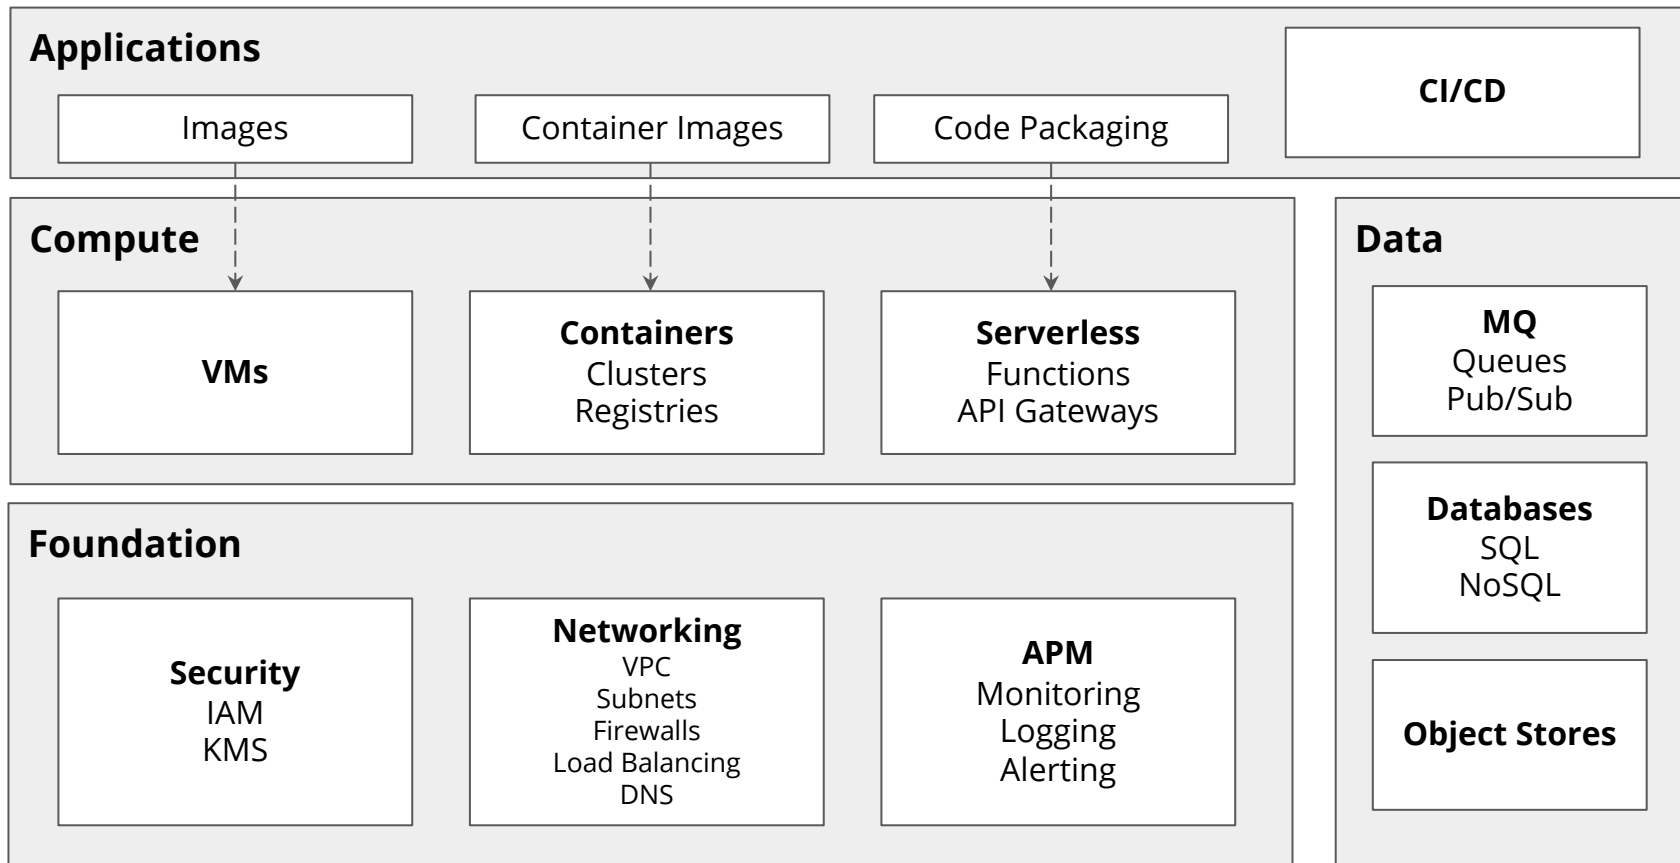 Applications
Images
Container Images
Code Packaging
CI/CD
Compute
VMs
Containers
Clusters
Registries
Serverless
Functions
API Gateways
Foundation
Security
IAM
KMS
Networking
VPC
Subnets
Firewalls
Load Balancing
DNS
APM
Monitoring
Logging
Alerting
Data
MQ
Queues
Pub/Sub
Databases
SQL
NoSQL
Object Stores